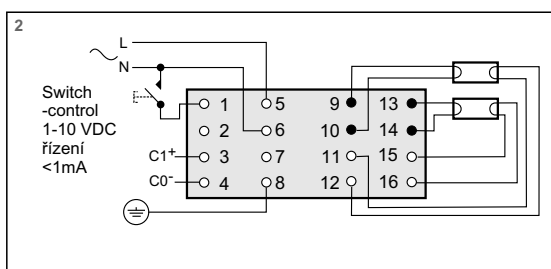 2
L
N
Switch
-control
1-10 VDC
řízení
<1mA
C1+
C0-
1 5 9 13
2 6 10 14
3 7 11 15
4 8 12 16